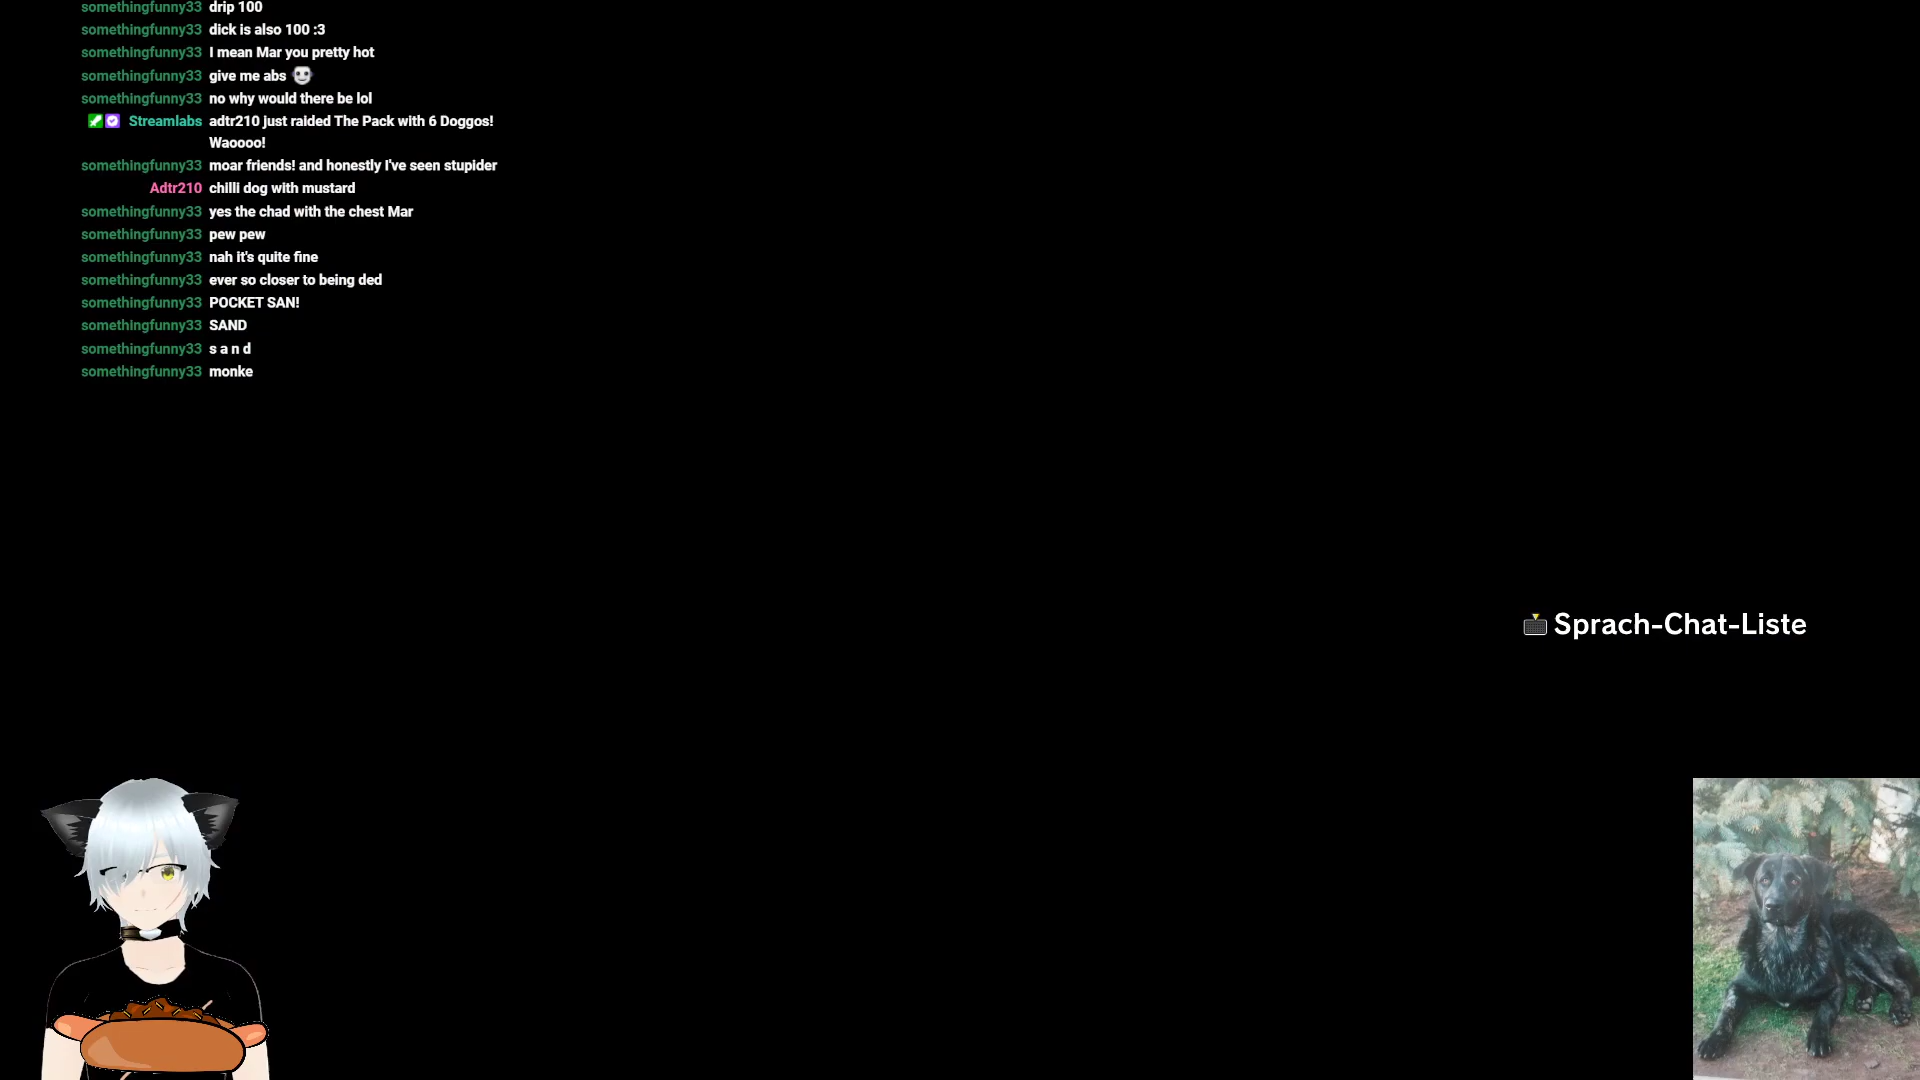 somethingfunny33 drip 100
somethingfunny33 dick is also 100 :3
somethingfunny33 I mean Mar you pretty hot
somethingfunny33 give me abs
somethingfunny33 no why would there be lol
Streamlabs adtr210 just raided The Pack with 6 Doggos!
Waoooo!
somethingfunny33 moar friends! and honestly I've seen stupider
Adtr210 chilli dog with mustard
somethingfunny33 yes the chad with the chest Mar
somethingfunny33 pew pew
somethingfunny33 nah it's quite fine
somethingfunny33 ever so closer to being ded
somethingfunny33 POCKET SAN!
somethingfunny33 SAND
somethingfunny33 s a n d
somethingfunny33 monke
Sprach-Chat-Liste